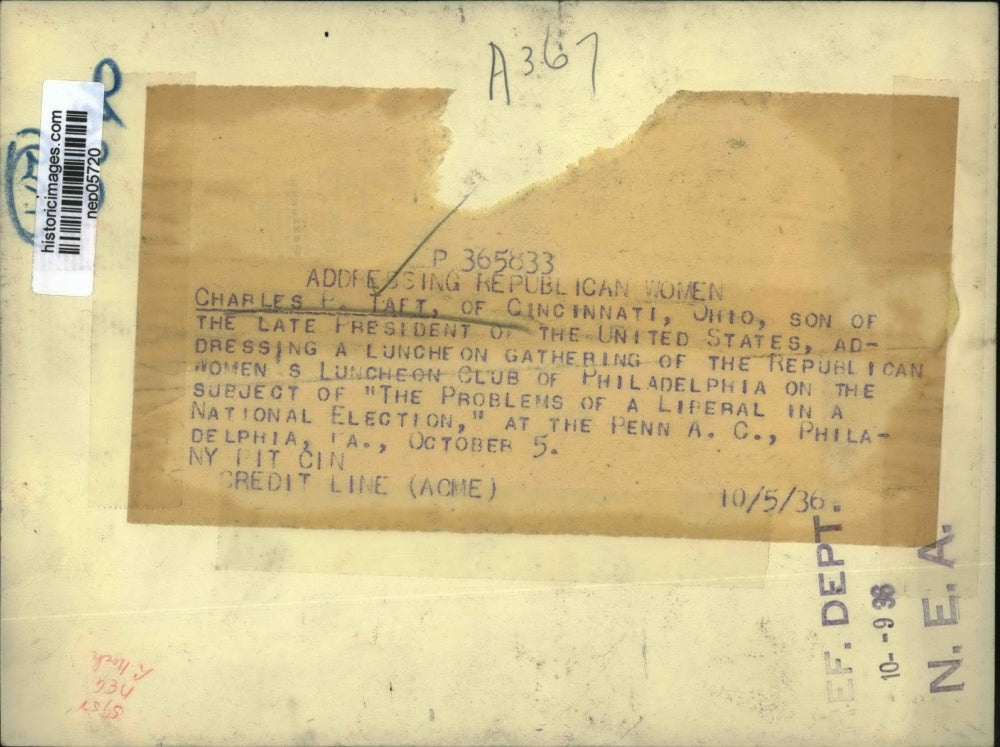 A367
historicimages.com
nep05720
P 365833
ADDRESSING REPUBLICAN WOMEN
CHARLES P. TAFT, OF CINCINNATI, OHIO, SON OF
THE LATE PRESIDENT OF THE UNITED STATES, AD-
DRESSING A LUNCHEON GATHERING OF THE REPUBLICAN
WOMEN S LUNCHEON CLUB OF PHILADELPHIA ON THE
SUBJECT OF "THE PROBLEMS OF A LIBERAL IN A
NATIONAL ELECTION," AT THE PENN A. C., PHILA-
DELPHIA, PA., OCTOBER 5.
NY PIT CIN
CREDIT LINE (ACME)
10/5/36.
EF. DEPT.
10--9 36
N. E. A.
NEG